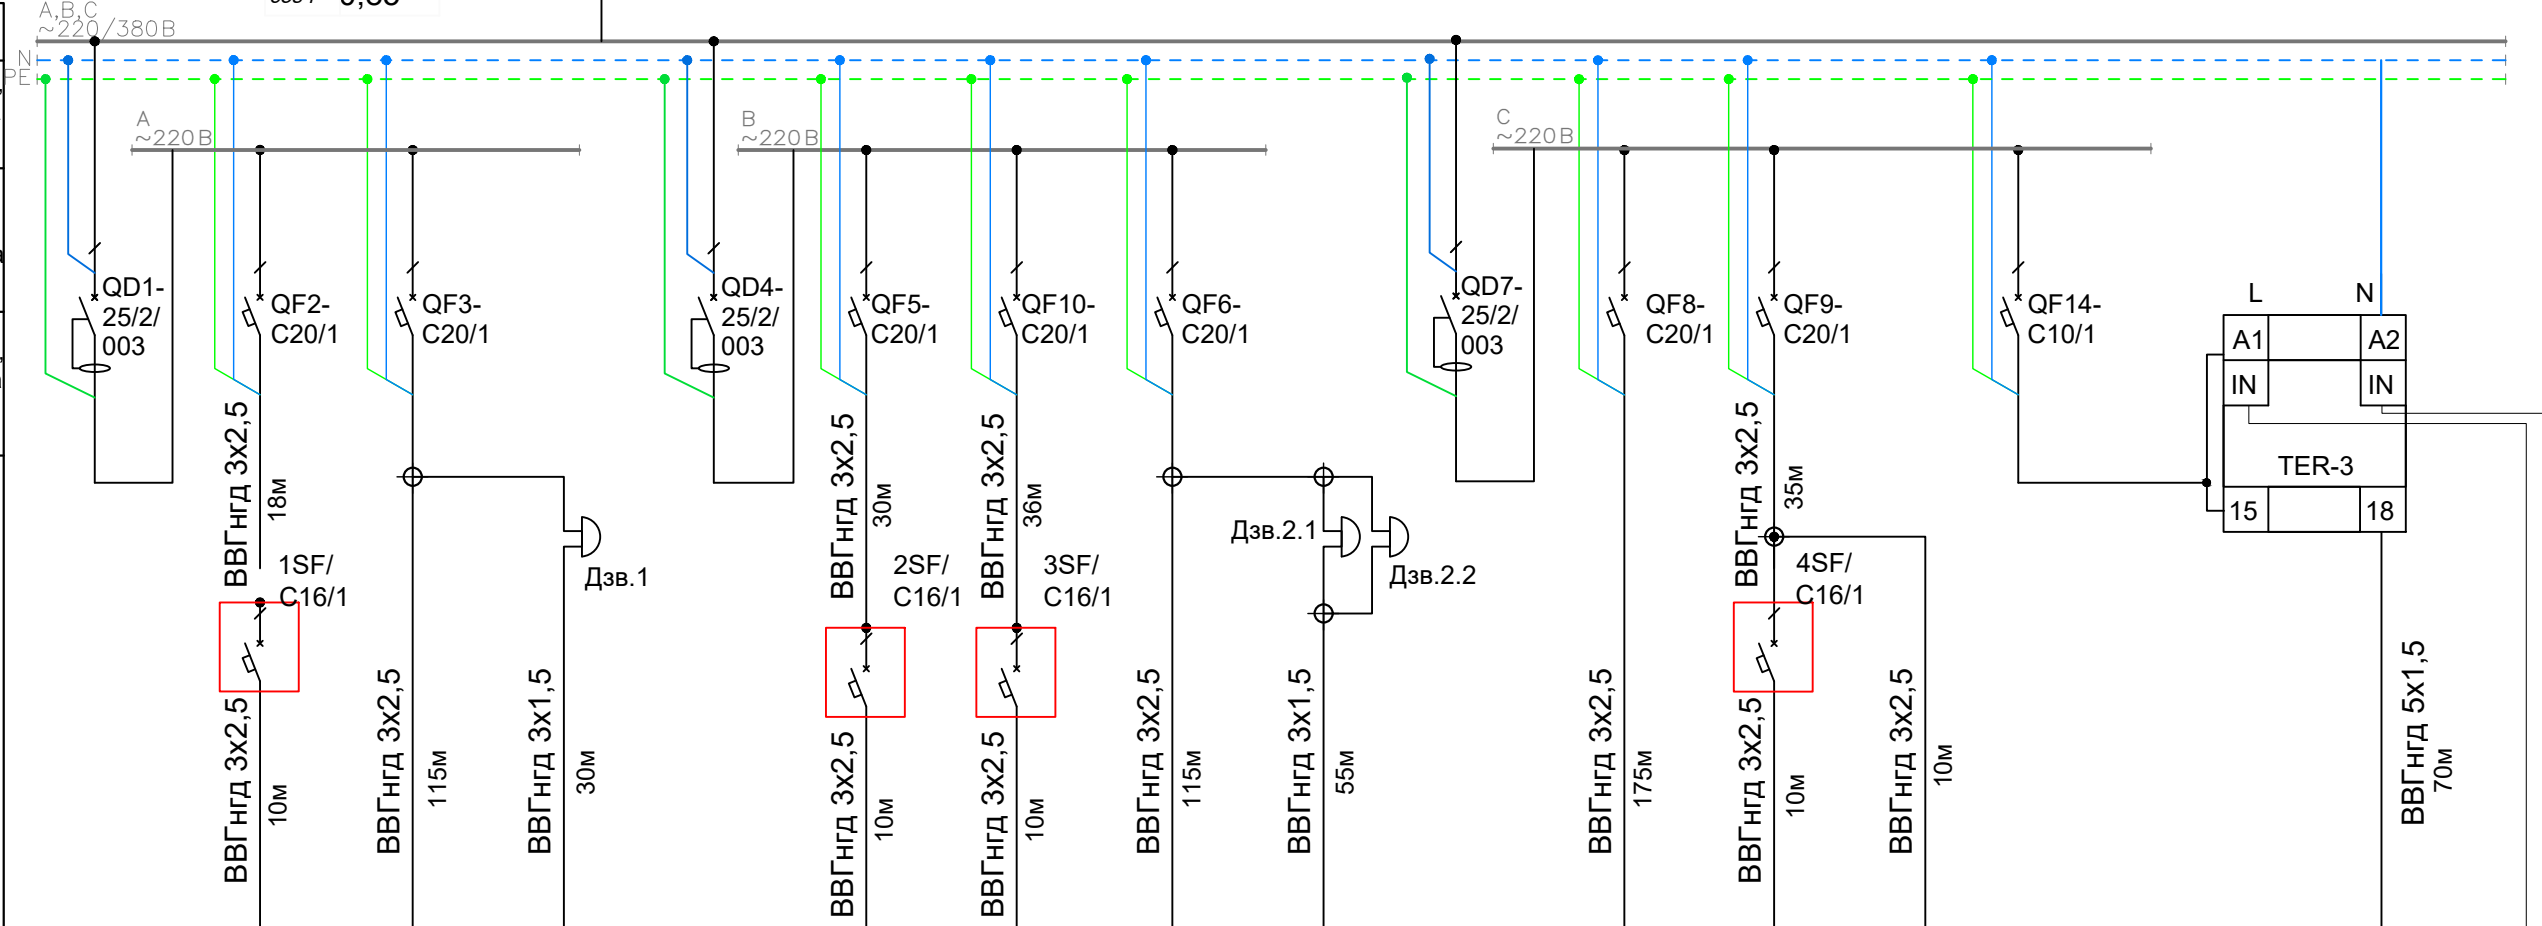 A,B,C
~220/380В
N
PE
A
~220В
B
~220В
C
~220В
QD1-
25/2/
003
QF2-
C20/1
QF3-
C20/1
QD4-
25/2/
003
QF5-
C20/1
QF10-
C20/1
QF6-
C20/1
QD7-
25/2/
003
QF8-
C20/1
QF9-
C20/1
QF14-
C10/1
L
N
A1
A2
IN
IN
TER-3
15
18
ВВГнгд 3х2,5
18м
ВВГнгд 3х2,5
30м
ВВГнгд 3х2,5
36м
ВВГнгд 3х2,5
35м
Дзв.1
Дзв.2.1
Дзв.2.2
1SF/
C16/1
2SF/
C16/1
3SF/
C16/1
4SF/
C16/1
ВВГнгд 3х2,5
10м
ВВГнгд 3х2,5
115м
ВВГнгд 3х1,5
30м
ВВГнгд 3х2,5
10м
ВВГнгд 3х2,5
10м
ВВГнгд 3х2,5
115м
ВВГнгд 3х1,5
55м
ВВГнгд 3х2,5
175м
ВВГнгд 3х2,5
10м
ВВГнгд 3х2,5
10м
ВВГнгд 5х1,5
70м